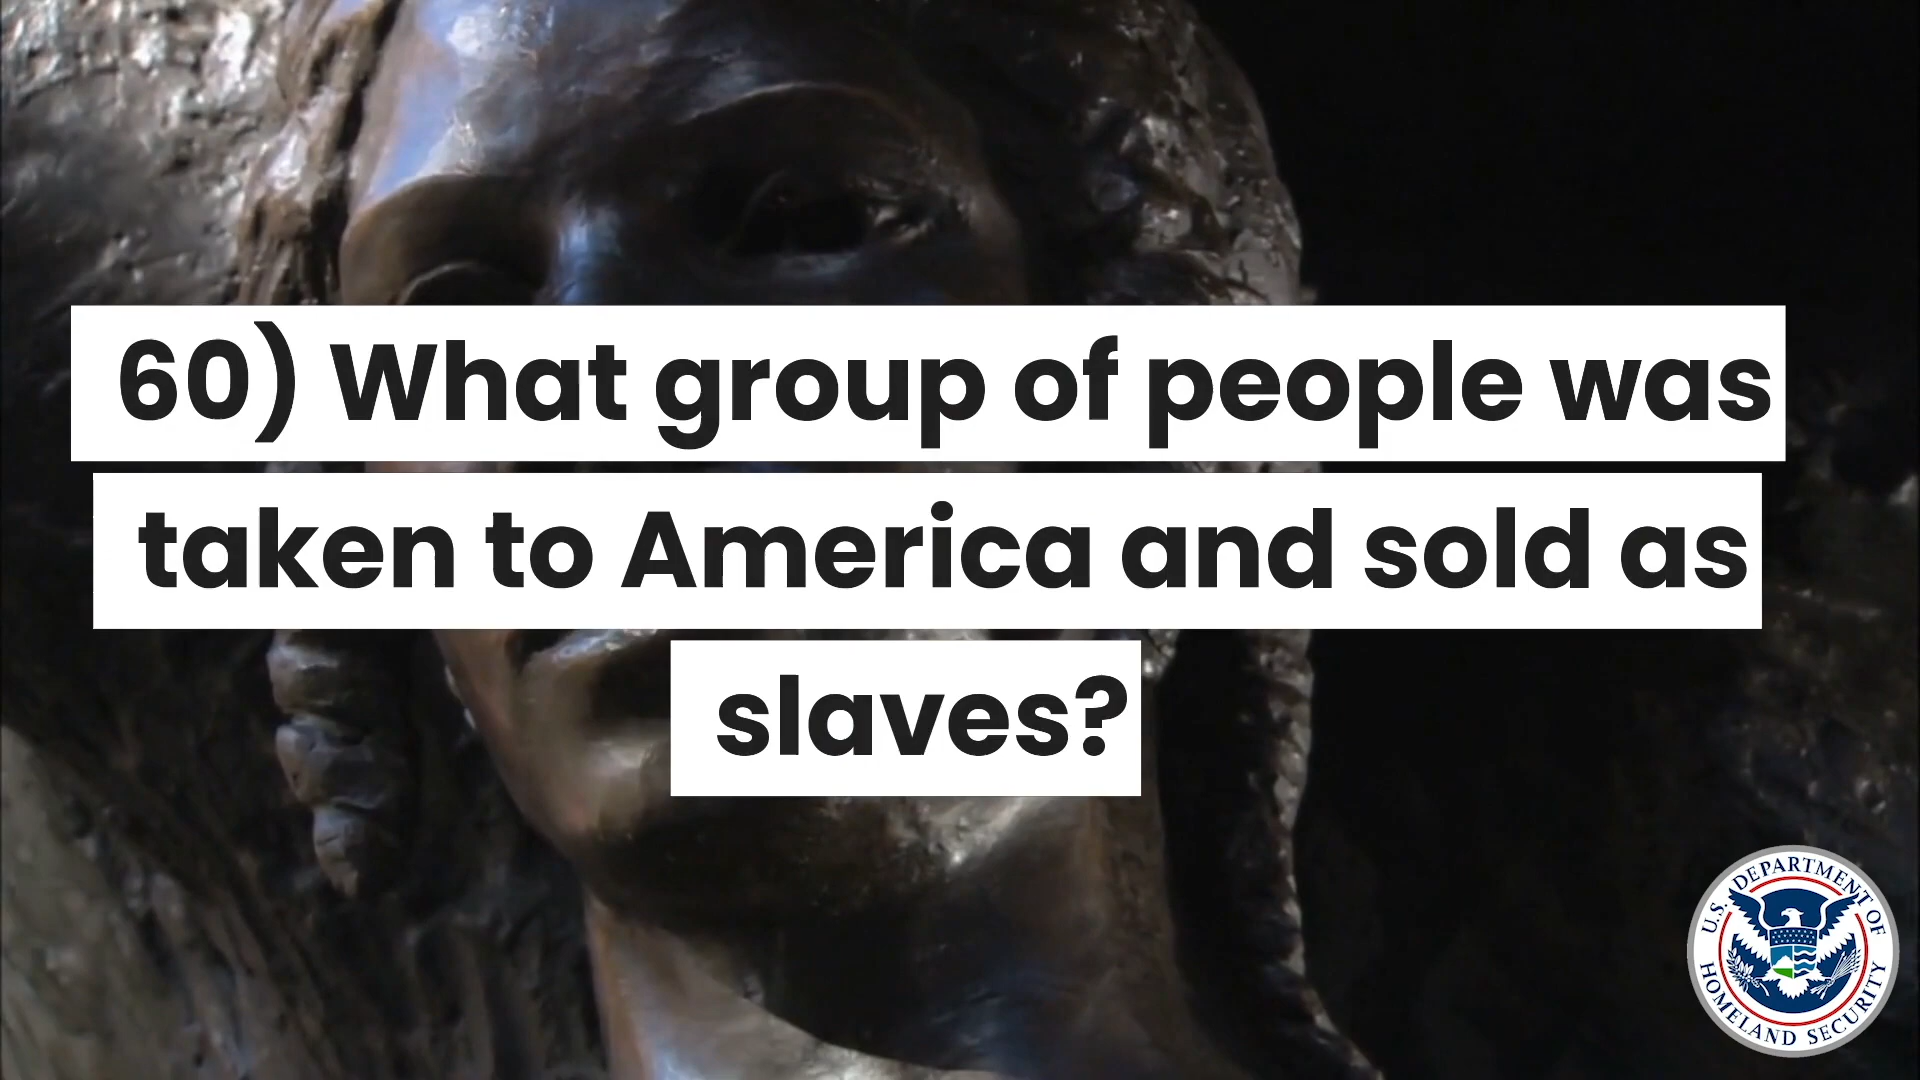 60) What group of people was
taken to America and sold as
slaves?
U.S. DEPARTMENT OF
HOMELAND SECURITY